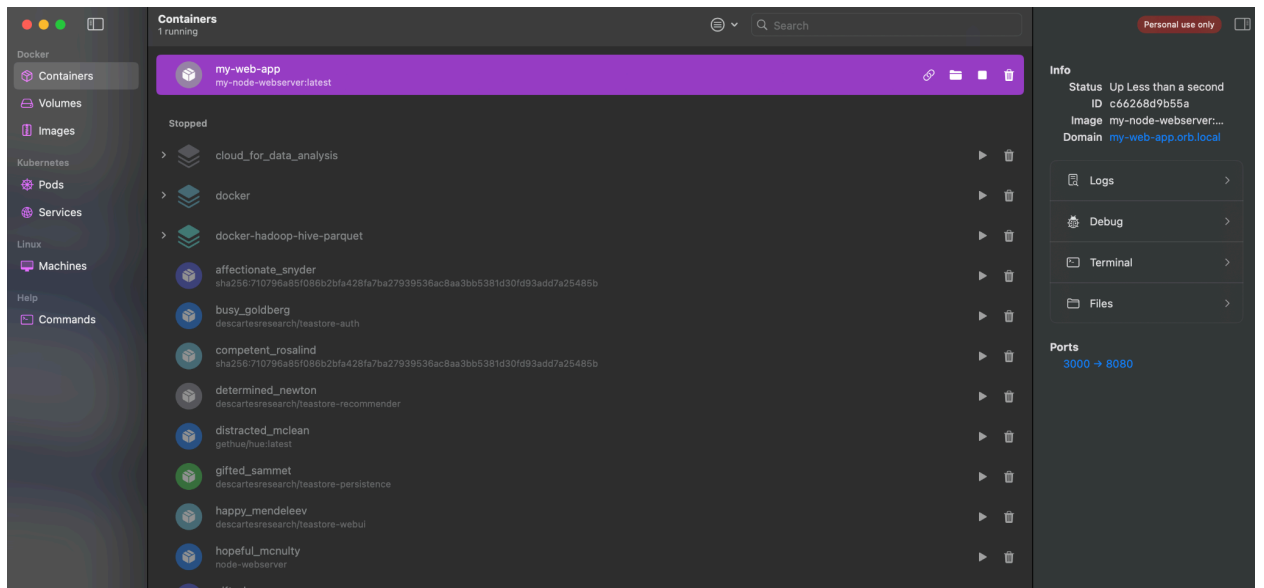 Containers
1 running
Search
Personal use only
Docker
Containers
Volumes
Images
Kubernetes
Pods
Services
Linux
Machines
Help
Commands
my-web-app
my-node-webserver:latest
Stopped
cloud_for_data_analysis
docker
docker-hadoop-hive-parquet
affectionate_snyder
sha256:710796a85f086b2bfa428fa7ba27939536ac8aa3bb5381d30fd93add7a25485b
busy_goldberg
descartesresearch/teastore-auth
competent_rosalind
sha256:710796a85f086b2bfa428fa7ba27939536ac8aa3bb5381d30fd93add7a25485b
determined_newton
descartesresearch/teastore-recommender
distracted_mclean
gethue/hue:latest
gifted_sammet
descartesresearch/teastore-persistence
happy_mendeleev
descartesresearch/teastore-webui
hopeful_mcnulty
node-webserver
Info
Status Up Less than a second
ID c66268d9b55a
Image my-node-webserver:...
Domain my-web-app.orb.local
Logs
Debug
Terminal
Files
Ports
3000 → 8080